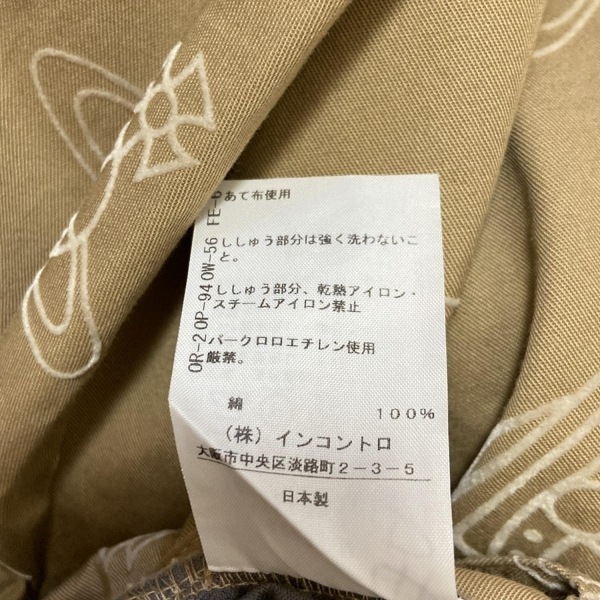 あて布使用
ししゅう部分は強く洗わないこ
と。
ししゅう部分、乾熱アイロン・
スチームアイロン禁止
パークロロエチレン使用
厳禁。
綿 100%
(株)インコントロ
大阪市中央区淡路町2-3-5
日本製
OR-20P-940W-56 FE-6